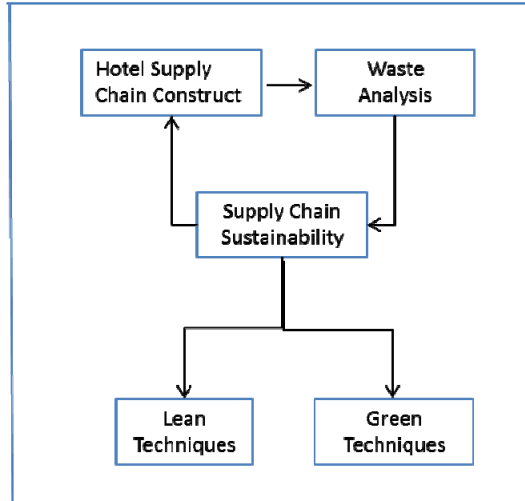 Hotel Supply
Chain Construct
Waste
Analysis
Supply Chain
Sustainability
Lean
Techniques
Green
Techniques